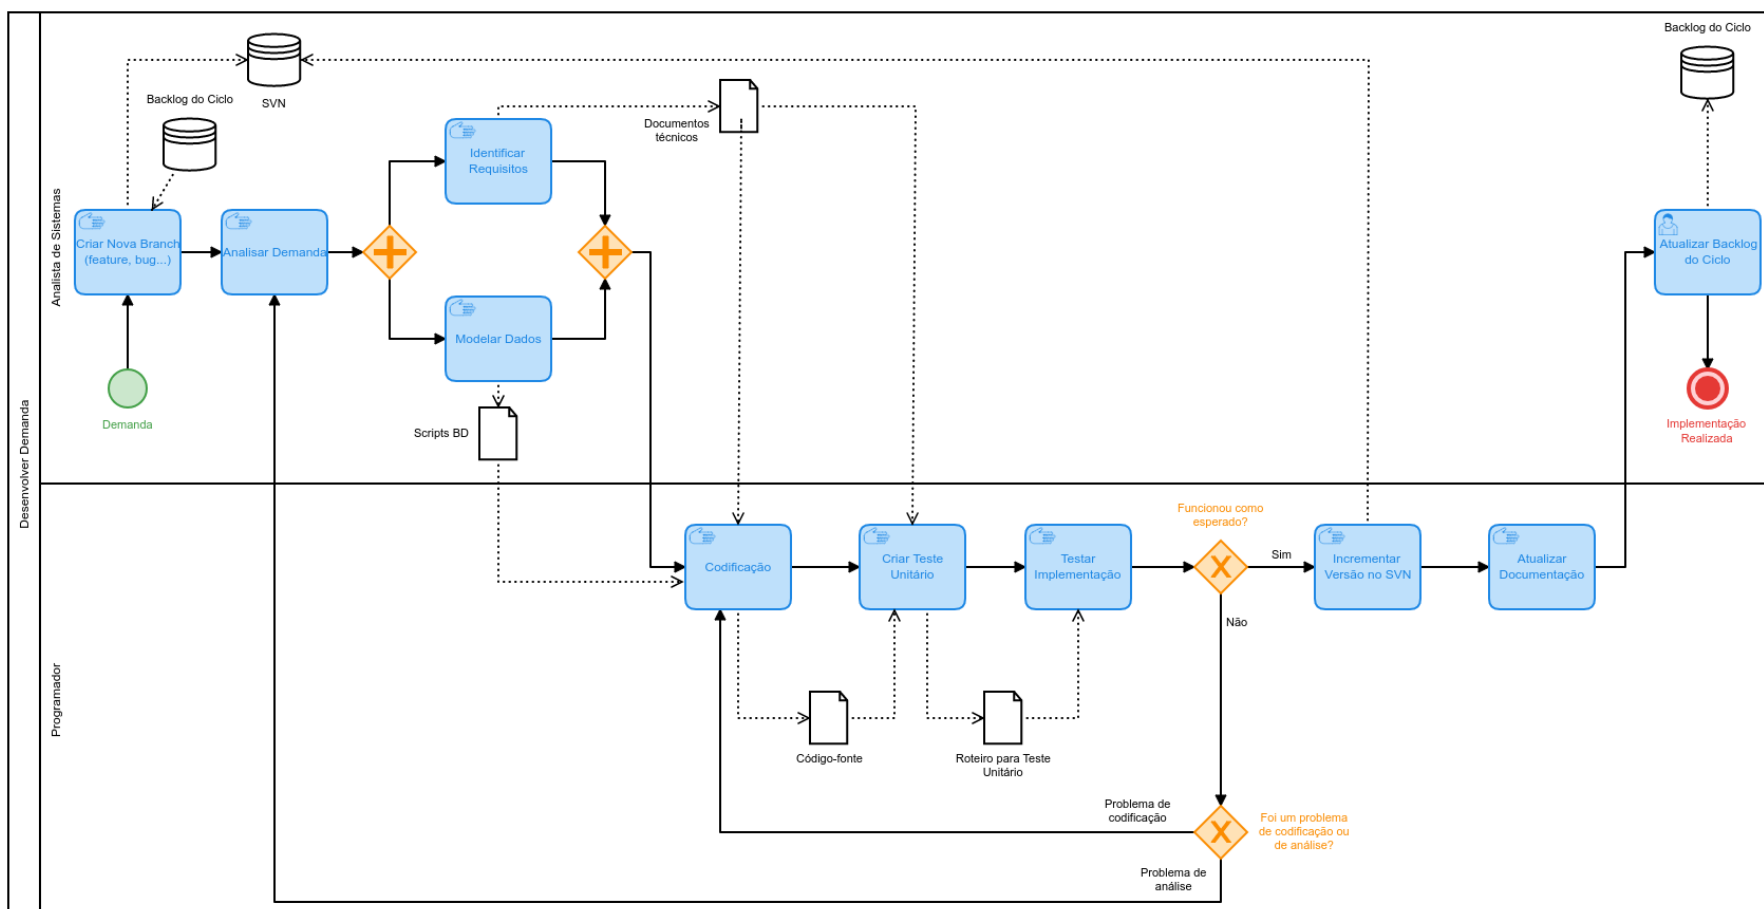 Desenvolver Demanda
Analista de Sistemas
Backlog do Ciclo
SVN
Criar Nova Branch
(feature, bug...)
Analisar Demanda
Demanda
Identificar
Requisitos
Modelar Dados
Scripts BD
Documentos
técnicos
Backlog do Ciclo
Atualizar Backlog
do Ciclo
Implementação
Realizada
Programador
Codificação
Criar Teste
Unitário
Testar
Implementação
Funcionou como
esperado?
Sim
Não
Incrementar
Versão no SVN
Atualizar
Documentação
Código-fonte
Roteiro para Teste
Unitário
Problema de
codificação
Foi um problema
de codificação ou
de análise?
Problema de
análise